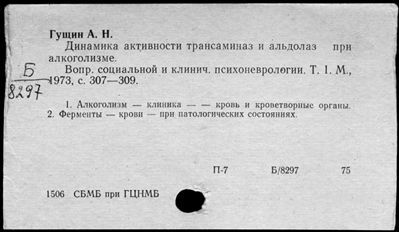 Гущин А. Н.
Динамика активности трансаминаз и альдолаз при
алкоголизме.
Вопр. социальной и клинич. психоневрологии. Т. I. М.,
1973, с. 307—309.
Б
8297
1. Алкоголизм — клиника — — кровь и кроветворные органы.
2. Ферменты — крови — при патологических состояниях.
П-7 Б/8297 75
1506 СБМБ при ГЦНМБ